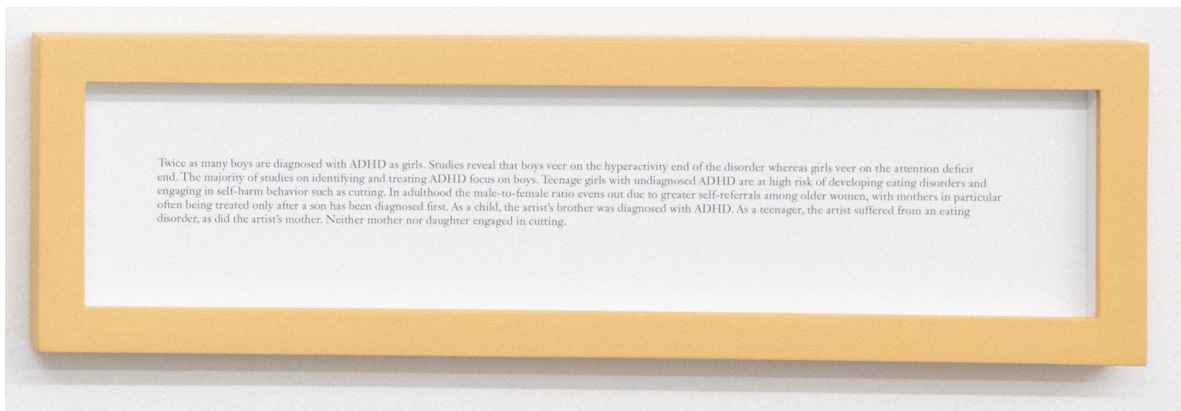 Twice as many boys are diagnosed with ADHD as girls. Studies reveal that boys veer on the hyperactivity end of the disorder whereas girls veer on the attention deficit
end. The majority of studies on identifying and treating ADHD focus on boys. Teenage girls with undiagnosed ADHD are at high risk of developing eating disorders and
engaging in self-harm behavior such as cutting. In adulthood the male-to-female ratio evens out due to greater self-referrals among older women, with mothers in particular
often being treated only after a son has been diagnosed first. As a child, the artist's brother was diagnosed with ADHD. As a teenager, the artist suffered from an eating
disorder, as did the artist's mother. Neither mother nor daughter engaged in cutting.